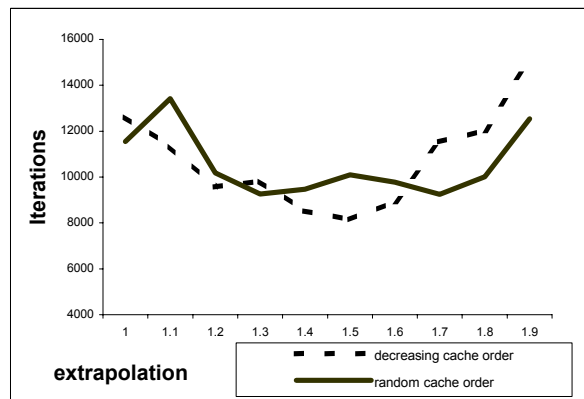 16000
14000
12000
10000
8000
6000
4000
Iterations
1 1.1 1.2 1.3 1.4 1.5 1.6 1.7 1.8 1.9
extrapolation
decreasing cache order
random cache order